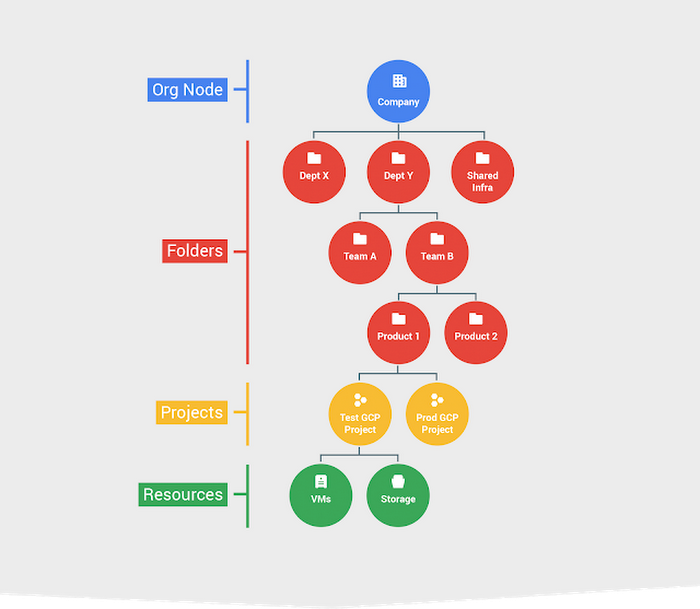 Org Node
Company
Dept X
Dept Y
Shared
Infra
Folders
Team A
Team B
Product 1
Product 2
Projects
Test GCP
Project
Prod GCP
Project
Resources
VMs
Storage